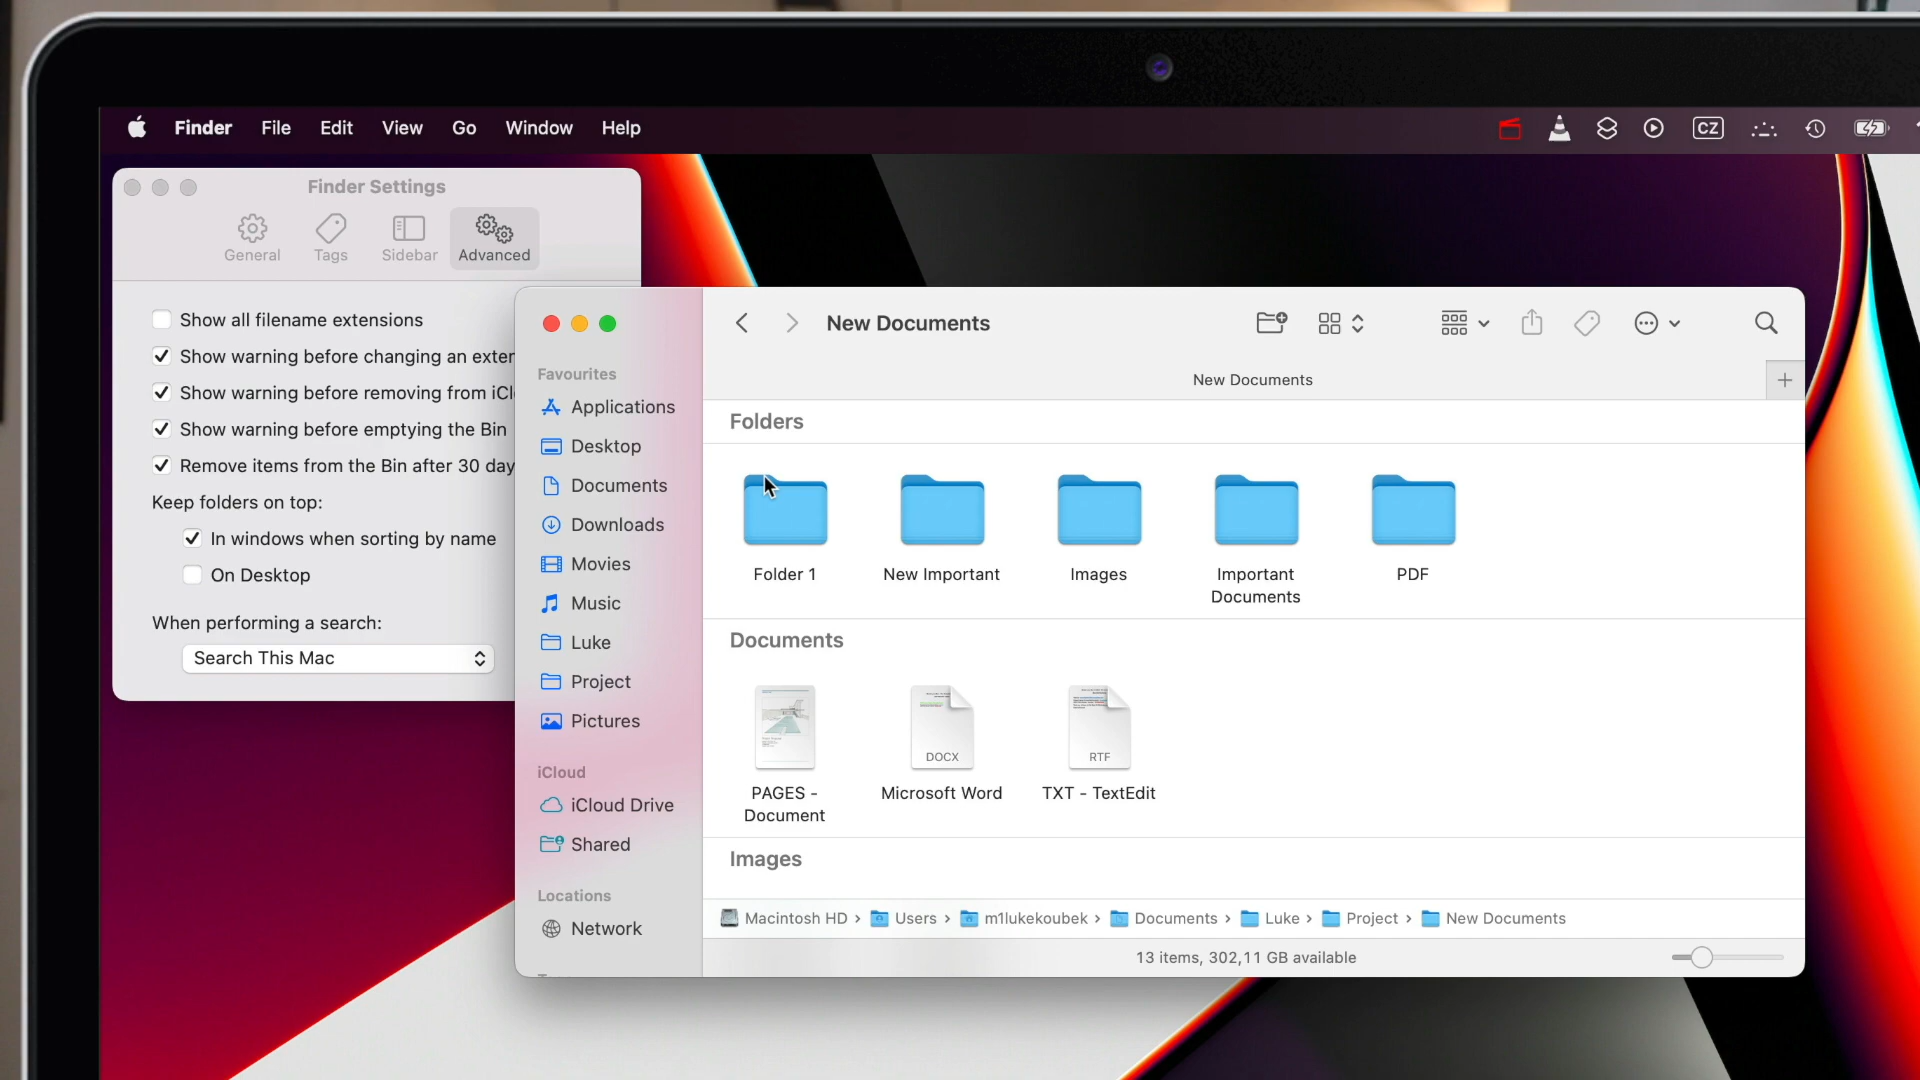 Finder File Edit View Go Window Help
CZ
Finder Settings
General Tags Sidebar Advanced
Show all filename extensions
Show warning before changing an exter
Show warning before removing from iCl
Show warning before emptying the Bin
Remove items from the Bin after 30 day
Keep folders on top:
In windows when sorting by name
On Desktop
When performing a search:
Search This Mac
New Documents
New Documents
Favourites
Applications
Desktop
Documents
Downloads
Movies
Music
Luke
Project
Pictures
iCloud
iCloud Drive
Shared
Locations
Network
Folders
Folder 1
New Important
Images
Important
Documents
PDF
Documents
PAGES -
Document
DOCX
Microsoft Word
RTF
TXT - TextEdit
Images
Macintosh HD › Users › m1lukekoubek › Documents › Luke › Project › New Documents
13 items, 302,11 GB available